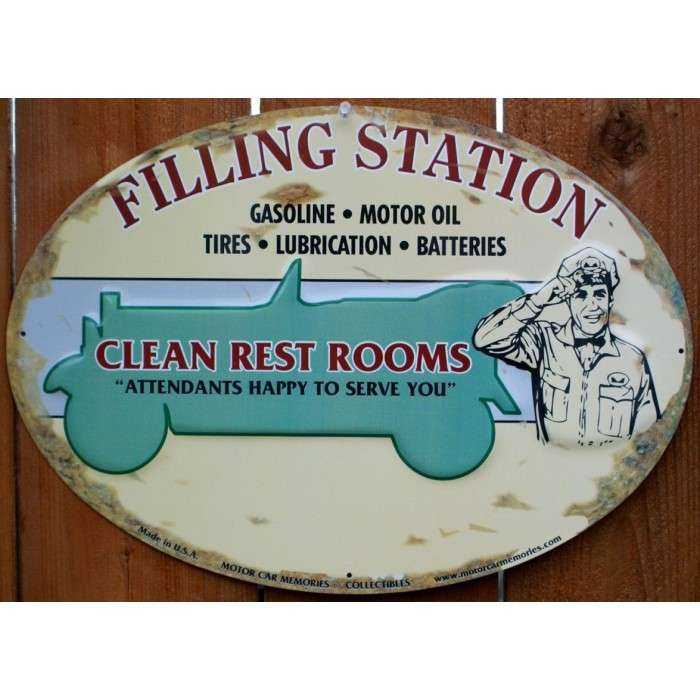 FILLING STATION
GASOLINE • MOTOR OIL
TIRES • LUBRICATION • BATTERIES
CLEAN REST ROOMS
"ATTENDANTS HAPPY TO SERVE YOU"
Made in U.S.A.
MOTOR CAR MEMORIES COLLECTIBLES
www.motorcarmemories.com